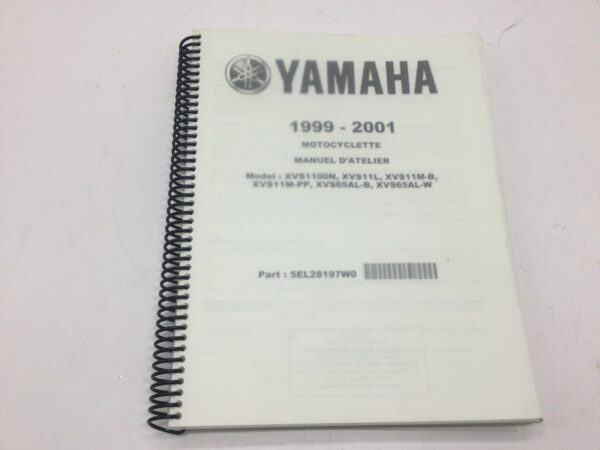 YAMAHA
1999 - 2001
MOTOCYCLETTE
MANUEL D'ATELIER
Model : XVS1100N, XVS11L, XVS11M-B,
XVS11M-PP, XVS65AL-B, XVS65AL-W
Part : 5EL28197W0